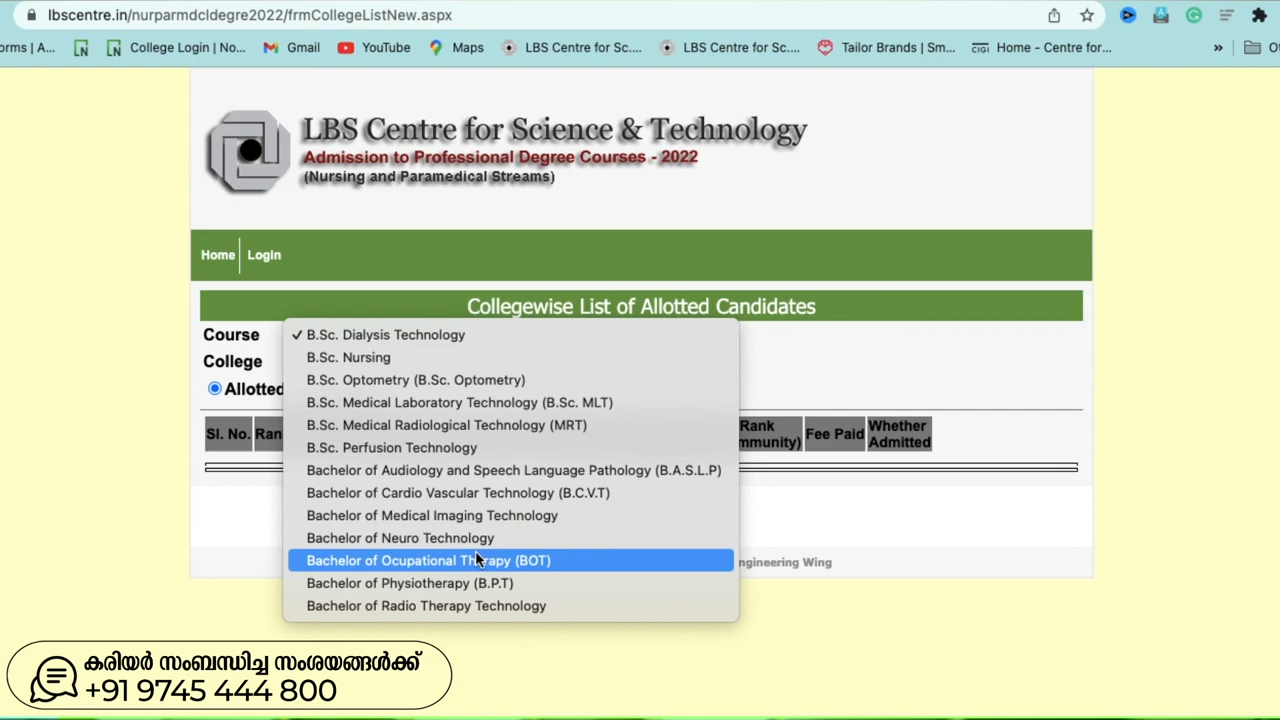 lbscentre.in/nurparmdcldegre2022/frmCollegeListNew.aspx
orms | A...
College Login | No...
Gmail
YouTube
Maps
LBS Centre for Sc....
LBS Centre for Sc....
Tailor Brands | Sm...
CIGI
Home - Centre for...
»
LBS Centre for Science & Technology
Admission to Professional Degree Courses - 2022
(Nursing and Paramedical Streams)
Home
Login
Collegewise List of Allotted Candidates
Course
College
Allotted
✓ B.Sc. Dialysis Technology
B.Sc. Nursing
B.Sc. Optometry (B.Sc. Optometry)
B.Sc. Medical Laboratory Technology (B.Sc. MLT)
B.Sc. Medical Radiological Technology (MRT)
B.Sc. Perfusion Technology
Bachelor of Audiology and Speech Language Pathology (B.A.S.L.P)
Bachelor of Cardio Vascular Technology (B.C.V.T)
Bachelor of Medical Imaging Technology
Bachelor of Neuro Technology
Bachelor of Ocupational Therapy (BOT)
Bachelor of Physiotherapy (B.P.T)
Bachelor of Radio Therapy Technology
Sl. No.
Ran
Rank
mmunity)
Fee Paid
Whether
Admitted
ngineering Wing
കരിയർ സംബന്ധിച്ച സംശയങ്ങൾക്ക്
+91 9745 444 800